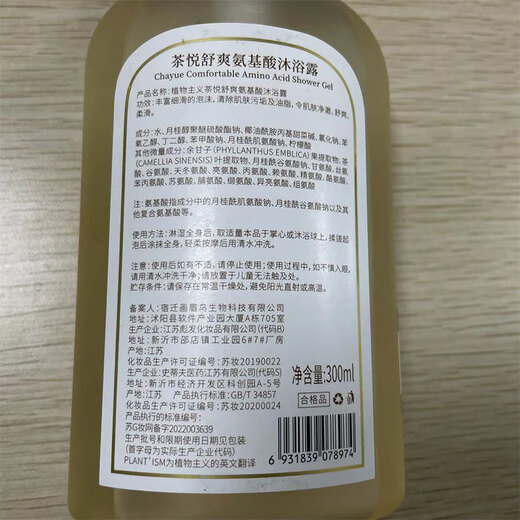 茶悦舒爽氨基酸沐浴露
Chayue Comfortable Amino Acid Shower Gel
产品名称：植物主义茶悦舒爽氨基酸沐浴露
功效：丰富细滑的泡沫，清除肌肤污垢及油脂，令肌肤净澈，舒爽，
柔滑。
成分：水、月桂醇聚醚硫酸酯钠、椰油酰胺丙基甜菜碱、氯化钠、苯
氧乙醇、丁二醇、苯甲酸钠、月桂酰肌氨酸钠、柠檬酸
其他微量成分：余甘子(PHYLLANTHUS EMBLICA)果提取物、茶
(CAMELLIA SINENSIS)叶提取物、月桂酰谷氨酸钠、甘氨酸、肽氨
酸、谷氨酸、天冬氨酸、亮氨酸、丙氨酸、赖氨酸、精氨酸、酪氨酸、
苯丙氨酸、苏氨酸、脯氨酸、缬氨酸、异亮氨酸、组氨酸
注：氨基酸指成分中的月桂酰肌氨酸钠、月桂酰谷氨酸钠以及其
他复合氨基酸等。
使用方法：淋湿全身后，取适量本品于掌心或沐浴球上，揉搓起
泡后涂抹全身，轻柔按摩后用清水冲洗。
注意：使用后如有不适，请停止使用；使用过程中，如不慎入眼，
请用清水冲洗干净；请放置于儿童无法触及处。
贮存条件：请保存在常温干燥处，避免阳光直射或高温。
备案人：宿迁画眉鸟生物科技有限公司
地址：沭阳县软件产业园大厦A栋705室
生产企业：江苏彪发化妆品有限公司(代码B)
地址：新沂市邵店镇工业园6#7#厂房
产地：江苏
化妆品生产许可证编号：苏妆20190022
生产企业：史蒂夫医药江苏有限公司(代码S)
地址：新沂市经济开发区科创园A-5号
产地：江苏 产品执行标准：GB/T 34857
化妆品生产许可证编号：苏妆20200024
产品执行的标准编号：
苏G妆网备字2022003639
生产批号和限期使用日期见包装
(首字母为实际生产企业代码)
PLANT'ISM为植物主义的英文翻译
净含量:300ml
合格品
6 931839 078974